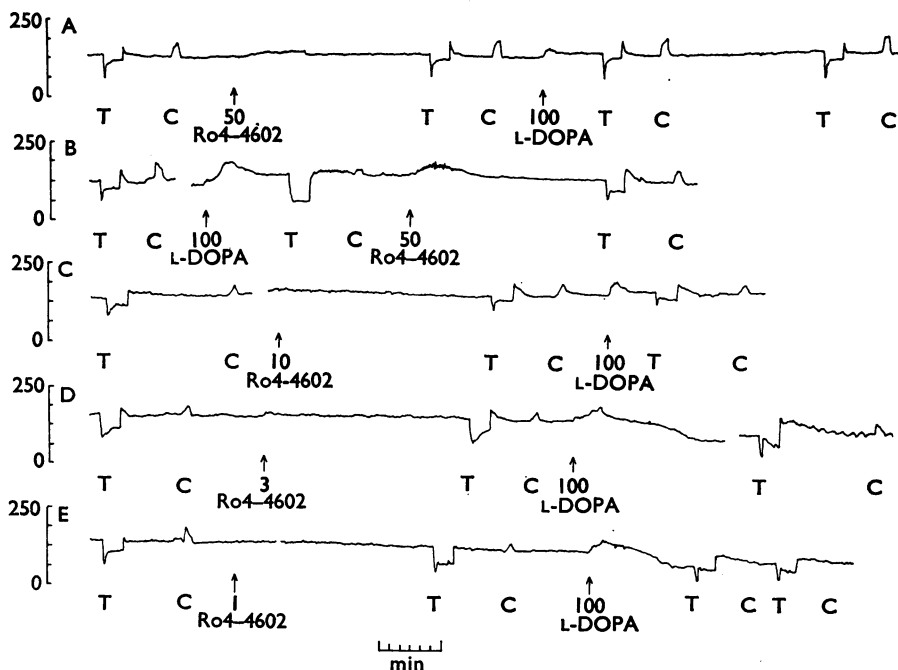 250 A
0
T C 50 T C 100 T C T C
Ro4–4602 L-DOPA
250 B
0
T C 100 T C 50 T C
L-DOPA Ro4–4602
250 C
0
T C 10 T C 100 T C
Ro4-4602 L-DOPA
250 D
0
T C 3 T C 100 T C
Ro4–4602 L-DOPA
250 E
0
T C 1 T C 100 T C T C
Ro4–4602 L-DOPA
min